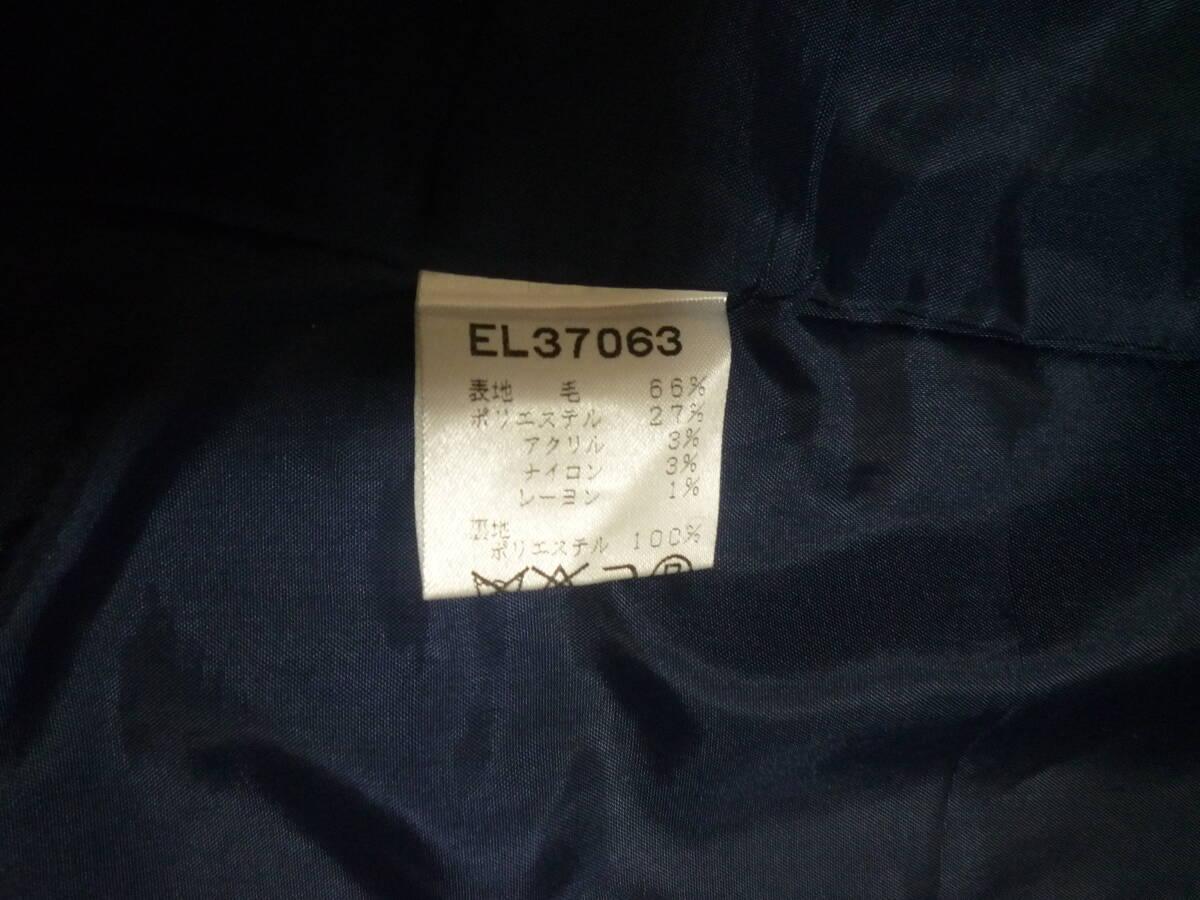 EL37063
表地 毛 66%
ポリエステル 27%
アクリル 3%
ナイロン 3%
レーヨン 1%
裏地
ポリエステル 100%